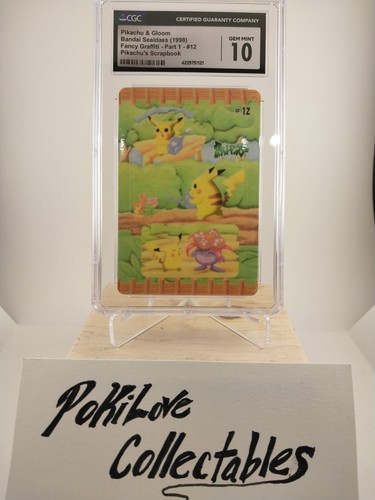 CGC
CERTIFIED GUARANTY COMPANY
Pikachu & Gloom
Bandai Sealdass (1998)
Fancy Graffiti - Part 1 - #12
Pikachu's Scrapbook
GEM MINT
10
#12
PoKiLove
Collectables